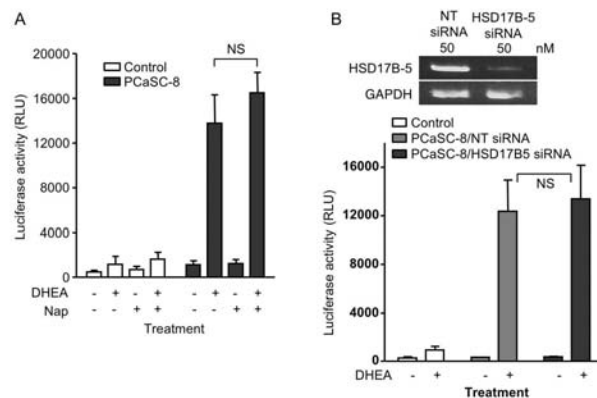 A
Control
PCaSC-8
NS
Luciferase activity (RLU)
20000
16000
12000
8000
4000
0
DHEA - + - + - + - +
Nap + + + +
Treatment
B
NT HSD17B-5
siRNA siRNA
50 50 nM
HSD17B-5
GAPDH
Control
PCaSC-8/NT siRNA
PCaSC-8/HSD17B5 siRNA
NS
Luciferase activity (RLU)
16000
12000
8000
4000
0
DHEA - + - + - +
Treatment